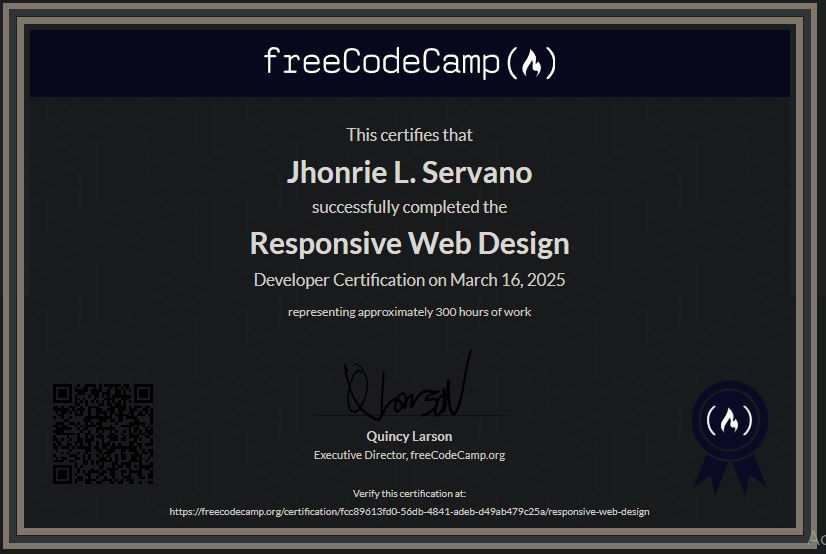 freeCodeCamp
This certifies that
Jhonrie L. Servano
successfully completed the
Responsive Web Design
Developer Certification on March 16, 2025
representing approximately 300 hours of work
Q Larson
Quincy Larson
Executive Director, freeCodeCamp.org
Verify this certification at:
https://freecodecamp.org/certification/fcc89613fd0-56db-4841-adeb-d49ab479c25a/responsive-web-design